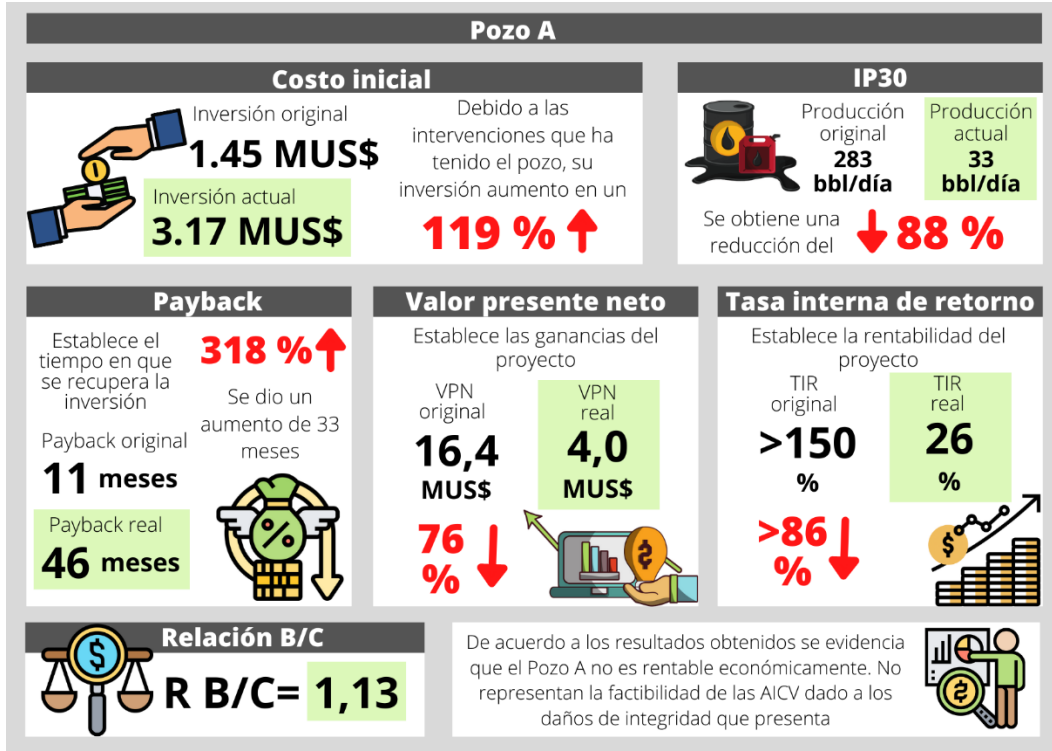 Pozo A
Costo inicial
Inversión original
1.45 MUS$
Inversión actual
3.17 MUS$
Debido a las
intervenciones que ha
tenido el pozo, su
inversión aumento en un
119 %
IP30
Producción
original
283
bbl/día
Producción
actual
33
bbl/día
Se obtiene una
reducción del
88 %
Payback
Establece el
tiempo en que
se recupera la
inversión
Payback original
11 meses
Payback real
46 meses
318 %
Se dio un
aumento de 33
meses
%
Valor presente neto
Establece las ganancias del
proyecto
VPN
original
16,4
MUS$
VPN
real
4,0
MUS$
76
%
$
Tasa interna de retorno
Establece la rentabilidad del
proyecto
TIR
original
>150
%
TIR
real
26
%
>86
%
$
Relación B/C
$
R B/C= 1,13
De acuerdo a los resultados obtenidos se evidencia
que el Pozo A no es rentable económicamente. No
representan la factibilidad de las AICV dado a los
daños de integridad que presenta
$